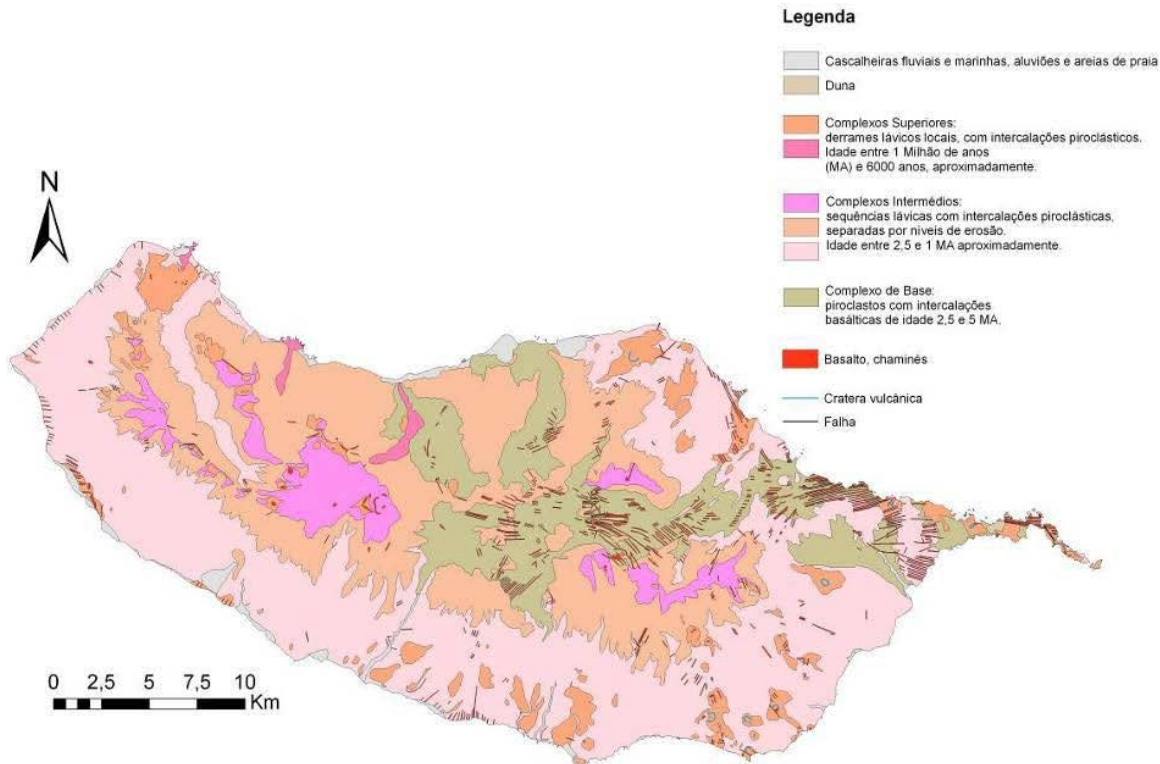 Legenda
Cascalheiras fluviais e marinhas, aluviões e areias de praia
Duna
Complexos Superiores:
derrames lávicos locais, com intercalações piroclásticos.
Idade entre 1 Milhão de anos
(MA) e 6000 anos, aproximadamente.
Complexos Intermédios:
sequências lávicas com intercalações piroclásticas,
separadas por níveis de erosão.
Idade entre 2,5 e 1 MA aproximadamente.
Complexo de Base:
piroclastos com intercalações
basálticas de idade 2,5 e 5 MA.
Basalto, chaminés
Cratera vulcânica
Falha
N
0 2,5 5 7,5 10
Km